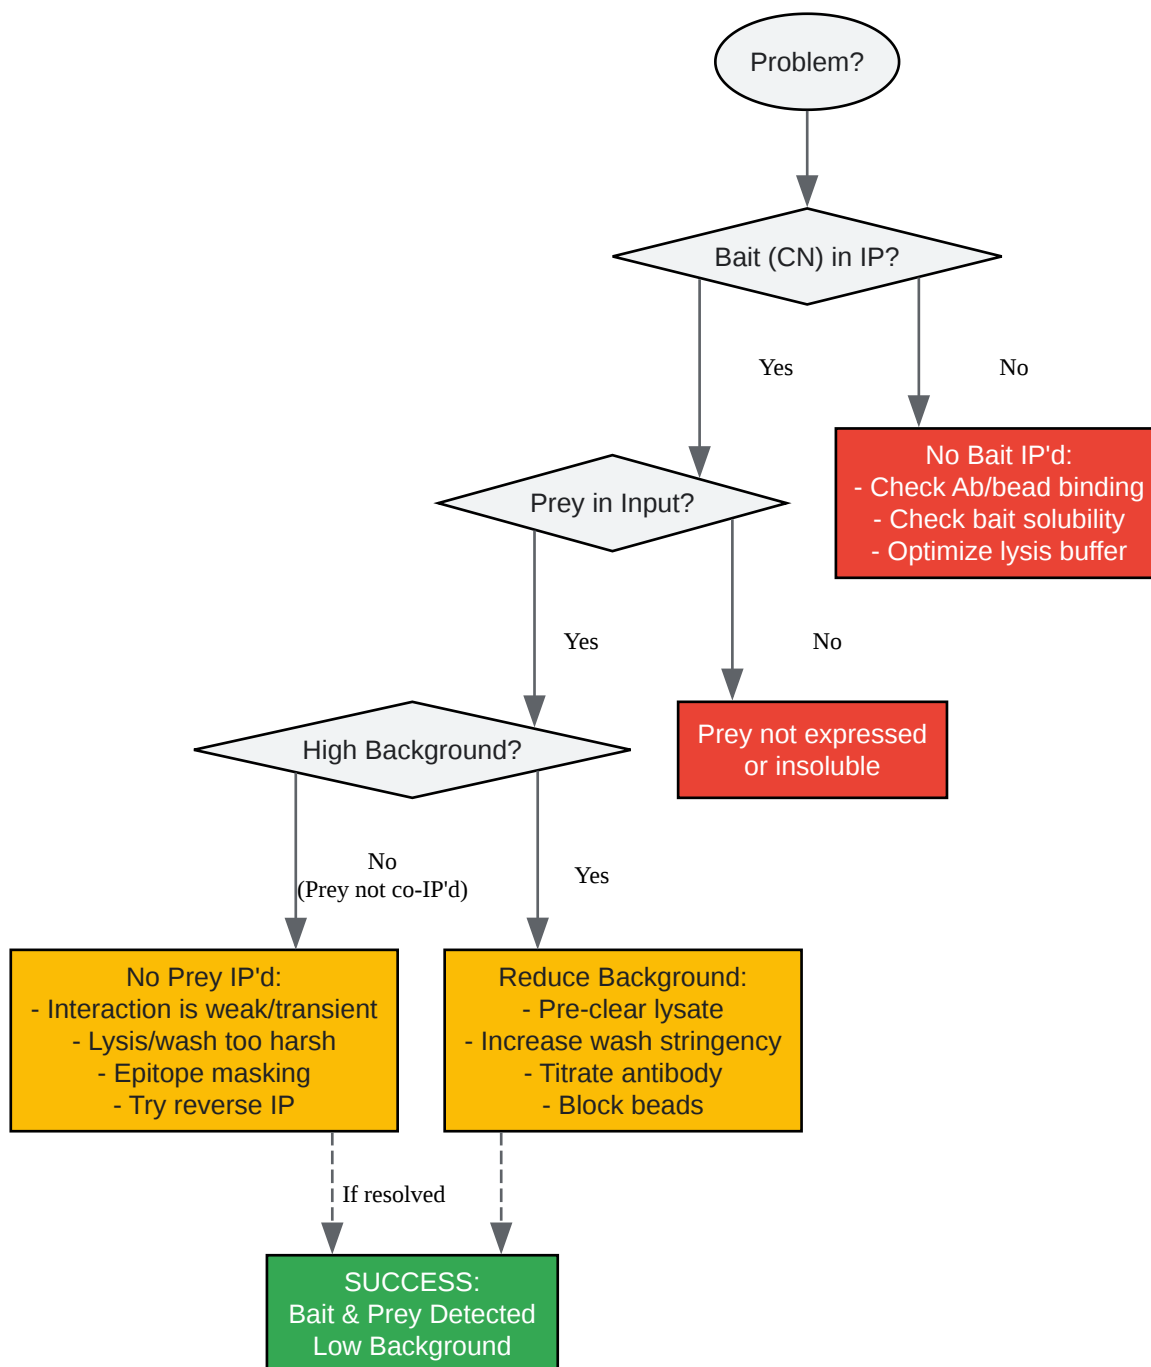 Problem?
Bait (CN) in IP?
Yes
No
No Bait IP'd:
- Check Ab/bead binding
- Check bait solubility
- Optimize lysis buffer
Prey in Input?
Yes
No
Prey not expressed
or insoluble
High Background?
No
(Prey not co-IP'd)
Yes
No Prey IP'd:
- Interaction is weak/transient
- Lysis/wash too harsh
- Epitope masking
- Try reverse IP
Reduce Background:
- Pre-clear lysate
- Increase wash stringency
- Titrate antibody
- Block beads
If resolved
SUCCESS:
Bait & Prey Detected
Low Background